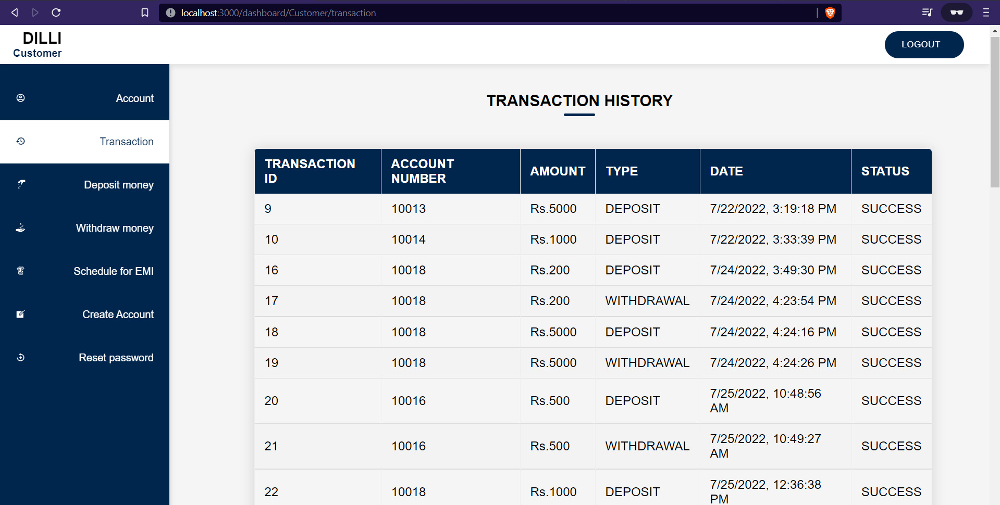 localhost:3000/dashboard/Customer/transaction
DILLI
Customer
LOGOUT
Account
Transaction
Deposit money
Withdraw money
Schedule for EMI
Create Account
Reset password
TRANSACTION HISTORY
TRANSACTION ID ACCOUNT NUMBER AMOUNT TYPE DATE STATUS
9 10013 Rs.5000 DEPOSIT 7/22/2022, 3:19:18 PM SUCCESS
10 10014 Rs.1000 DEPOSIT 7/22/2022, 3:33:39 PM SUCCESS
16 10018 Rs.200 DEPOSIT 7/24/2022, 3:49:30 PM SUCCESS
17 10018 Rs.200 WITHDRAWAL 7/24/2022, 4:23:54 PM SUCCESS
18 10018 Rs.5000 DEPOSIT 7/24/2022, 4:24:16 PM SUCCESS
19 10018 Rs.5000 WITHDRAWAL 7/24/2022, 4:24:26 PM SUCCESS
20 10016 Rs.500 DEPOSIT 7/25/2022, 10:48:56 AM SUCCESS
21 10016 Rs.500 WITHDRAWAL 7/25/2022, 10:49:27 AM SUCCESS
22 10018 Rs.1000 DEPOSIT 7/25/2022, 12:36:38 PM SUCCESS